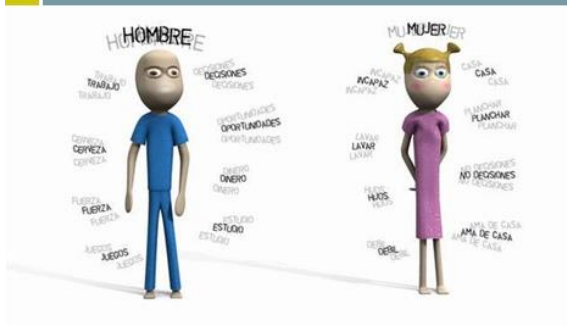 HOMBRE
TRABAJO
DECISIONES
OPORTUNIDADES
CERVEZA
DINERO
FUERZA
ESTUDIO
JUEGOS
MUJER
INCAPAZ
CASA
PLANCHAR
LAVAR
NO DECISIONES
HIJOS
AMA DE CASA
DEBIL